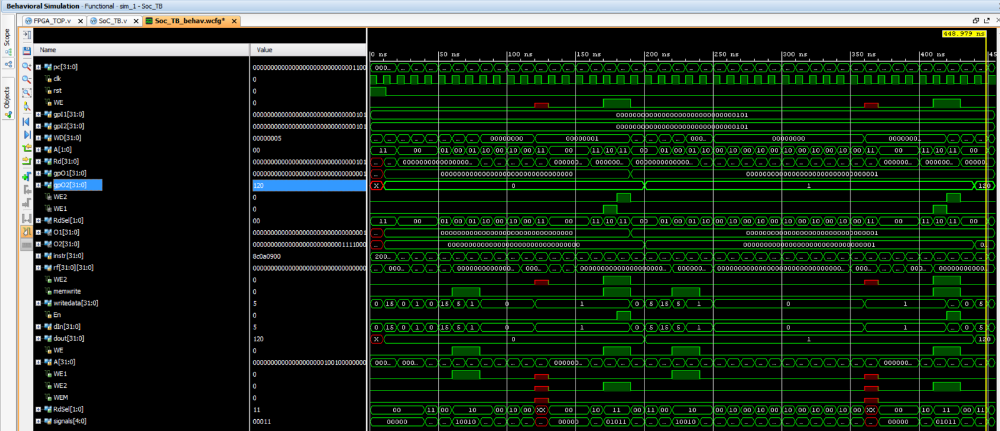 Behavioral Simulation - Functional - sim_1 - Soc_TB
FPGA_TOP.v SoC_TB.v Soc_TB_behav.wcfg*
Scope
Objects
448.979 ns
Name Value
0 ns 50 ns 100 ns 150 ns 200 ns 250 ns 300 ns 350 ns 400 ns 45
pc[31:0] 00000000000000000000000000001100 000... ...
clk 0
rst 0
WE 0
gpI1[31:0] 00000000000000000000000000000101 00000000000000000000000000000101
gpI2[31:0] 00000000000000000000000000000101 00000000000000000000000000000101
WD[31:0] 00000005 ... 00000000 00000001 ... 000... ... 00000000 00000001 ...
A[1:0] 00 11 00 01 00 01 10 00 10 00 11 00 11 10 11 00 01 00 01 10 00 10 00 10 00 10 00 10 00 10 00 11 00 11 10 11 00
Rd[31:0] 00000000000000000000000000000101 ... 0000000000000000... ... 000000... ... 000000... 0000000000000... ... 000000... 000000... 00000
gpO1[31:0] 00000000000000000000000000000001 ... 00000000000000000000000000000000 00000000000000000000000000000001
gpO2[31:0] 120 X 0 1 120
WE2 0
WE1 0
RdSel[1:0] 00 11 00 01 00 01 10 00 10 00 11 00 11 10 11 00 01 00 01 10 00 10 00 10 00 10 00 10 00 10 00 11 00 11 10 11 00
O1[31:0] 00000000000000000000000000000001 ... 00000000000000000000000000000000 00000000000000000000000000000001
O2[31:0] 00000000000000000000000001111000 ... 00000000000000000000000000000000 00000000000000000000000000000001 0
instr[31:0] 8c0a0900 200... ...
rf[31:0][31:0] ... 000... ...
WE2 0
memwrite 0
writedata[31:0] 5 0 15 0 1 0 15 5 1 0 1 0 5 15 5 1 0 1 ... 0 5
En 0
dIn[31:0] 5 0 15 0 1 0 15 5 1 0 1 0 5 15 5 1 0 1 ... 0 5
dout[31:0] 120 X 0 1 120
WE 0
A[31:0] 000... 000... ... 000000... ... 000000... ...
WE1 0
WE2 0
WEM 0
RdSel[1:0] 11 00 11 00 10 00 10 00 XX 00 10 11 00 11 00 10 00 10 00 10 00 10 00 10 00 10 00 XX 00 10 11 00 11
signals[4:0] 00011 00000 ... 10010 ... 00000 ... 01011 ... 10010 ... 00000 ... 01011 ...